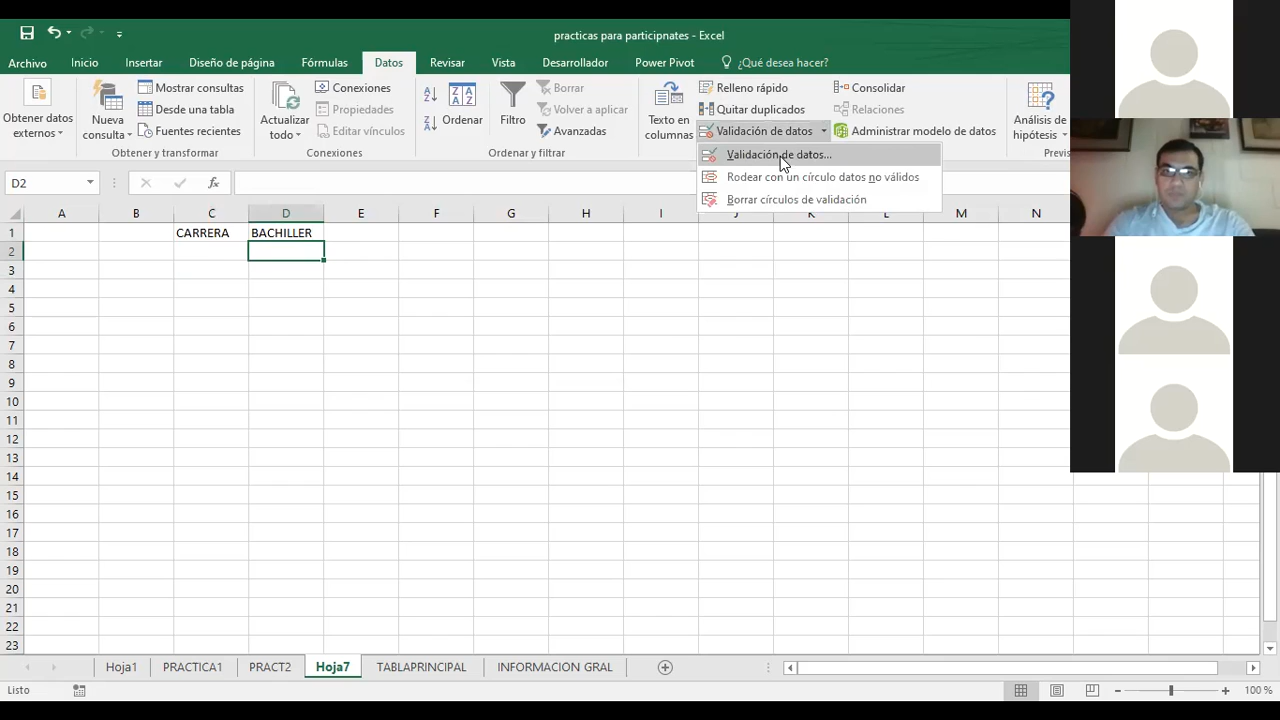 practicas para participnates - Excel
Archivo Inicio Insertar Diseño de página Fórmulas Datos Revisar Vista Desarrollador Power Pivot ¿Qué desea hacer?
Obtener datos externos
Nueva consulta
Mostrar consultas
Desde una tabla
Fuentes recientes
Obtener y transformar
Actualizar todo
Conexiones
Propiedades
Editar vínculos
Conexiones
Ordenar
Filtro
Borrar
Volver a aplicar
Avanzadas
Ordenar y filtrar
Texto en columnas
Relleno rápido
Quitar duplicados
Validación de datos
Consolidar
Relaciones
Administrar modelo de datos
Análisis de hipótesis
Previs
Validación de datos...
Rodear con un círculo datos no válidos
Borrar círculos de validación
D2
fx
A B C D E F G H I J K L M N
1 CARRERA BACHILLER
2
3
4
5
6
7
8
9
10
11
12
13
14
15
16
17
18
19
20
21
22
23
Hoja1 PRACTICA1 PRACT2 Hoja7 TABLAPRINCIPAL INFORMACION GRAL
Listo
100 %